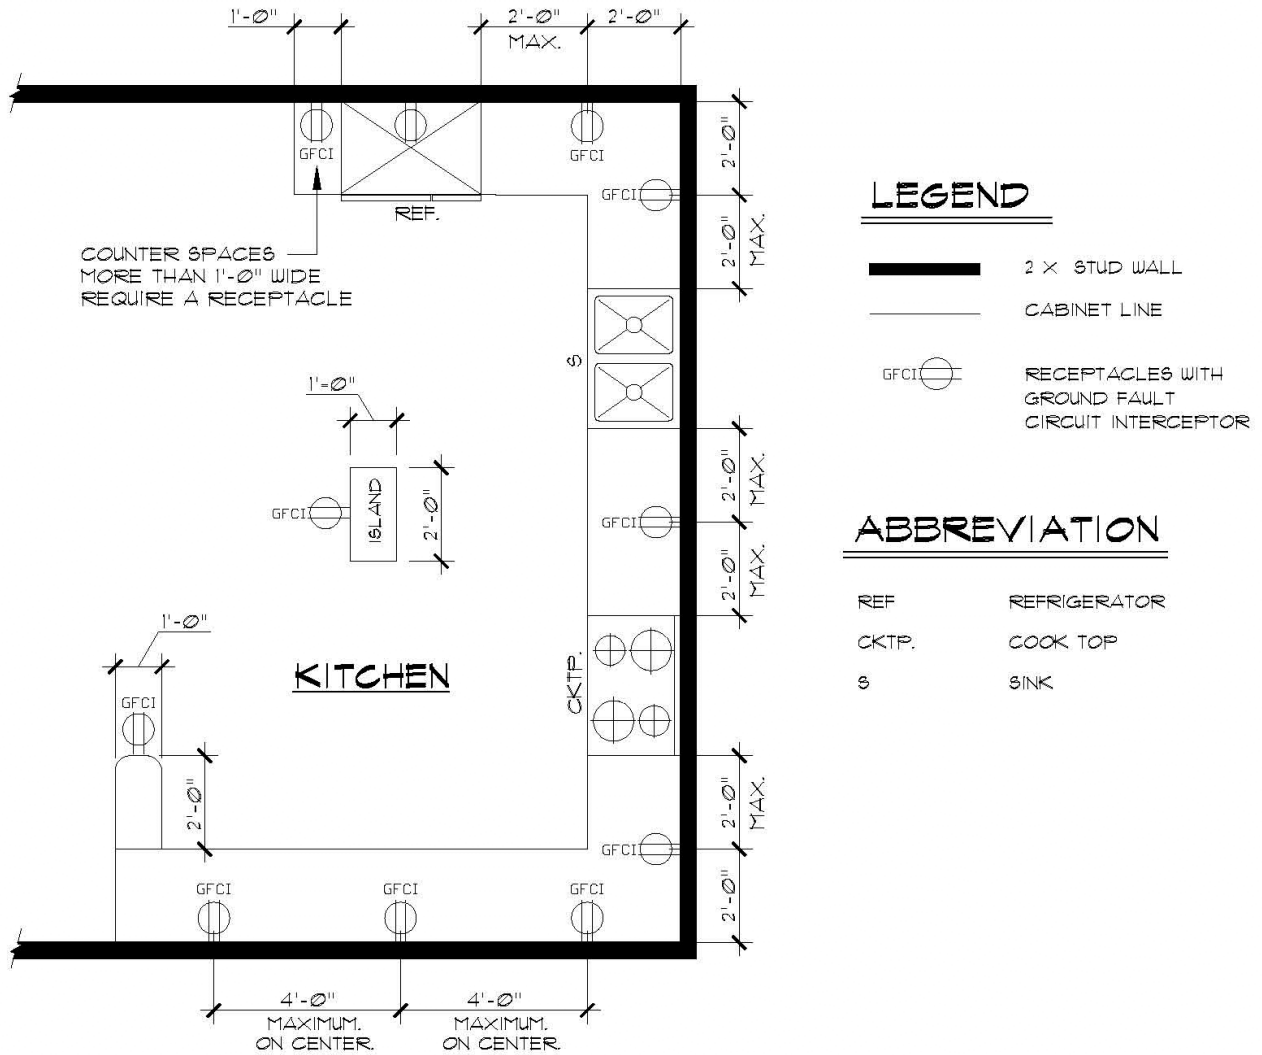 1'-0"
2'-0"
MAX.
2'-0"
GFCI
GFCI
2'-0"
GFCI
REF.
2'-0"
MAX.
COUNTER SPACES
MORE THAN 1'-0" WIDE
REQUIRE A RECEPTACLE
S
1'=0"
ISLAND
GFCI
2'-0"
GFCI
2'-0"
MAX.
2'-0"
MAX.
1'-0"
KITCHEN
CKTP.
GFCI
2'-0"
2'-0"
MAX.
GFCI
2'-0"
GFCI
GFCI
GFCI
4'-0"
MAXIMUM.
ON CENTER.
4'-0"
MAXIMUM.
ON CENTER.
LEGEND
2 X STUD WALL
CABINET LINE
GFCI
RECEPTACLES WITH
GROUND FAULT
CIRCUIT INTERCEPTOR
ABBREVIATION
REF REFRIGERATOR
CKTP. COOK TOP
S SINK